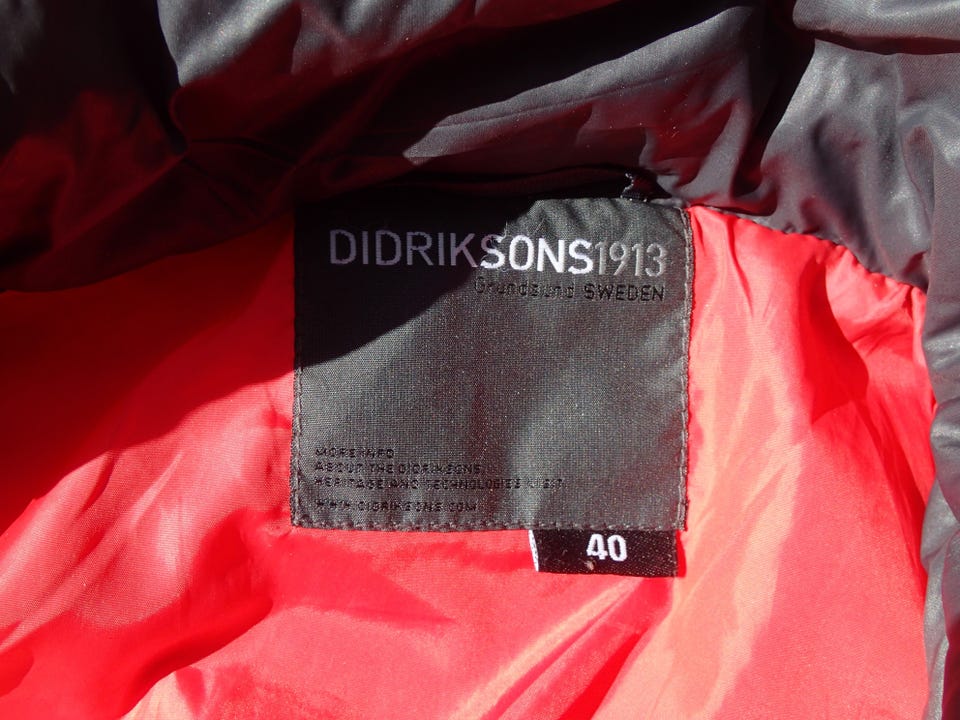 DIDRIKSONS1913
Grundsund SWEDEN
MORE INFO
ABOUT THE DIDRIKSONS
HERITAGE AND TECHNOLOGIES VISIT
WWW.DIDRIKSONS.COM
40